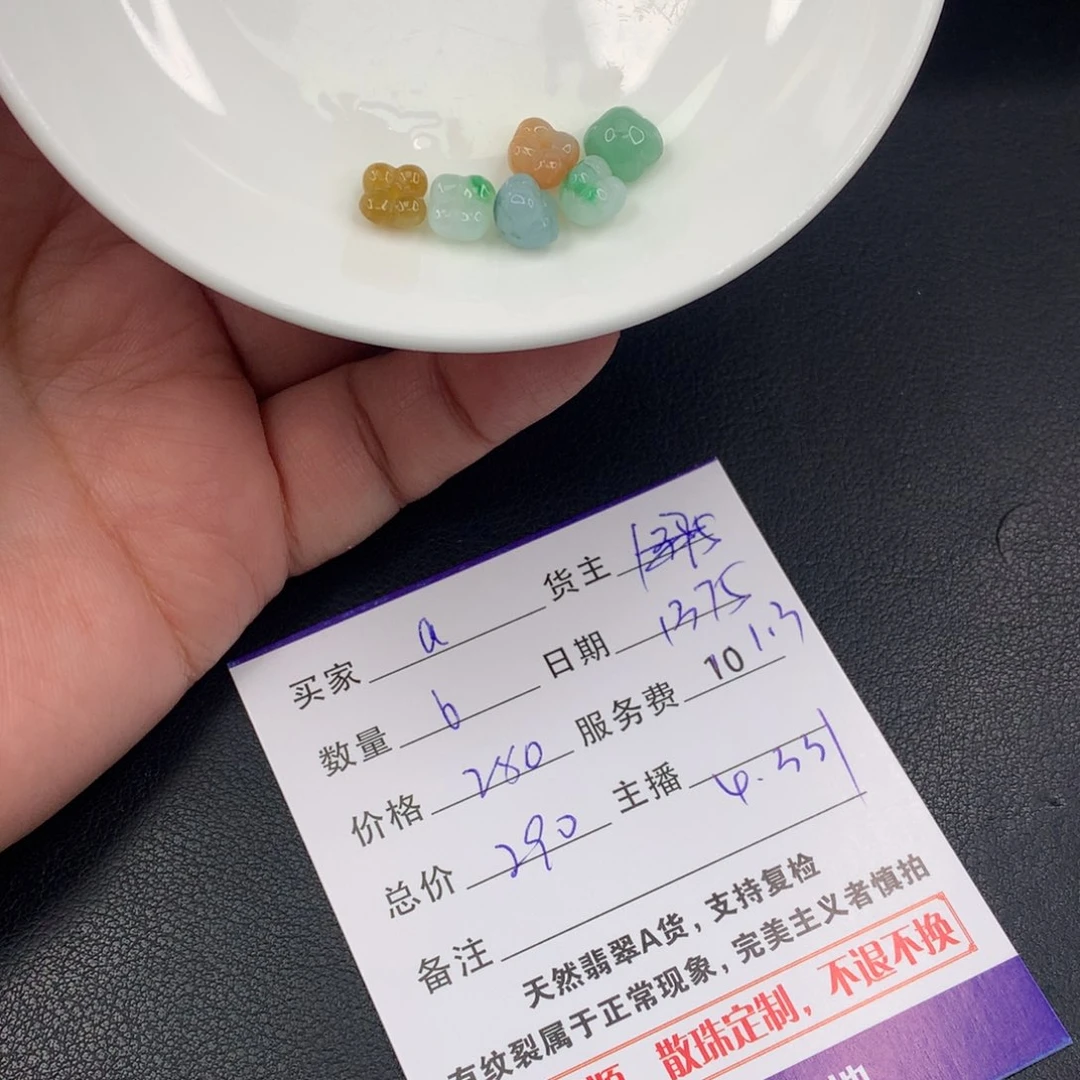 买家 a 货主
数量 6 日期 1375
价格 280 服务费 10 1.3
总价 290 主播
备注
天然翡翠A货，支持复检
有纹裂属于正常现象，完美主义者慎拍
散珠定制，不退不换